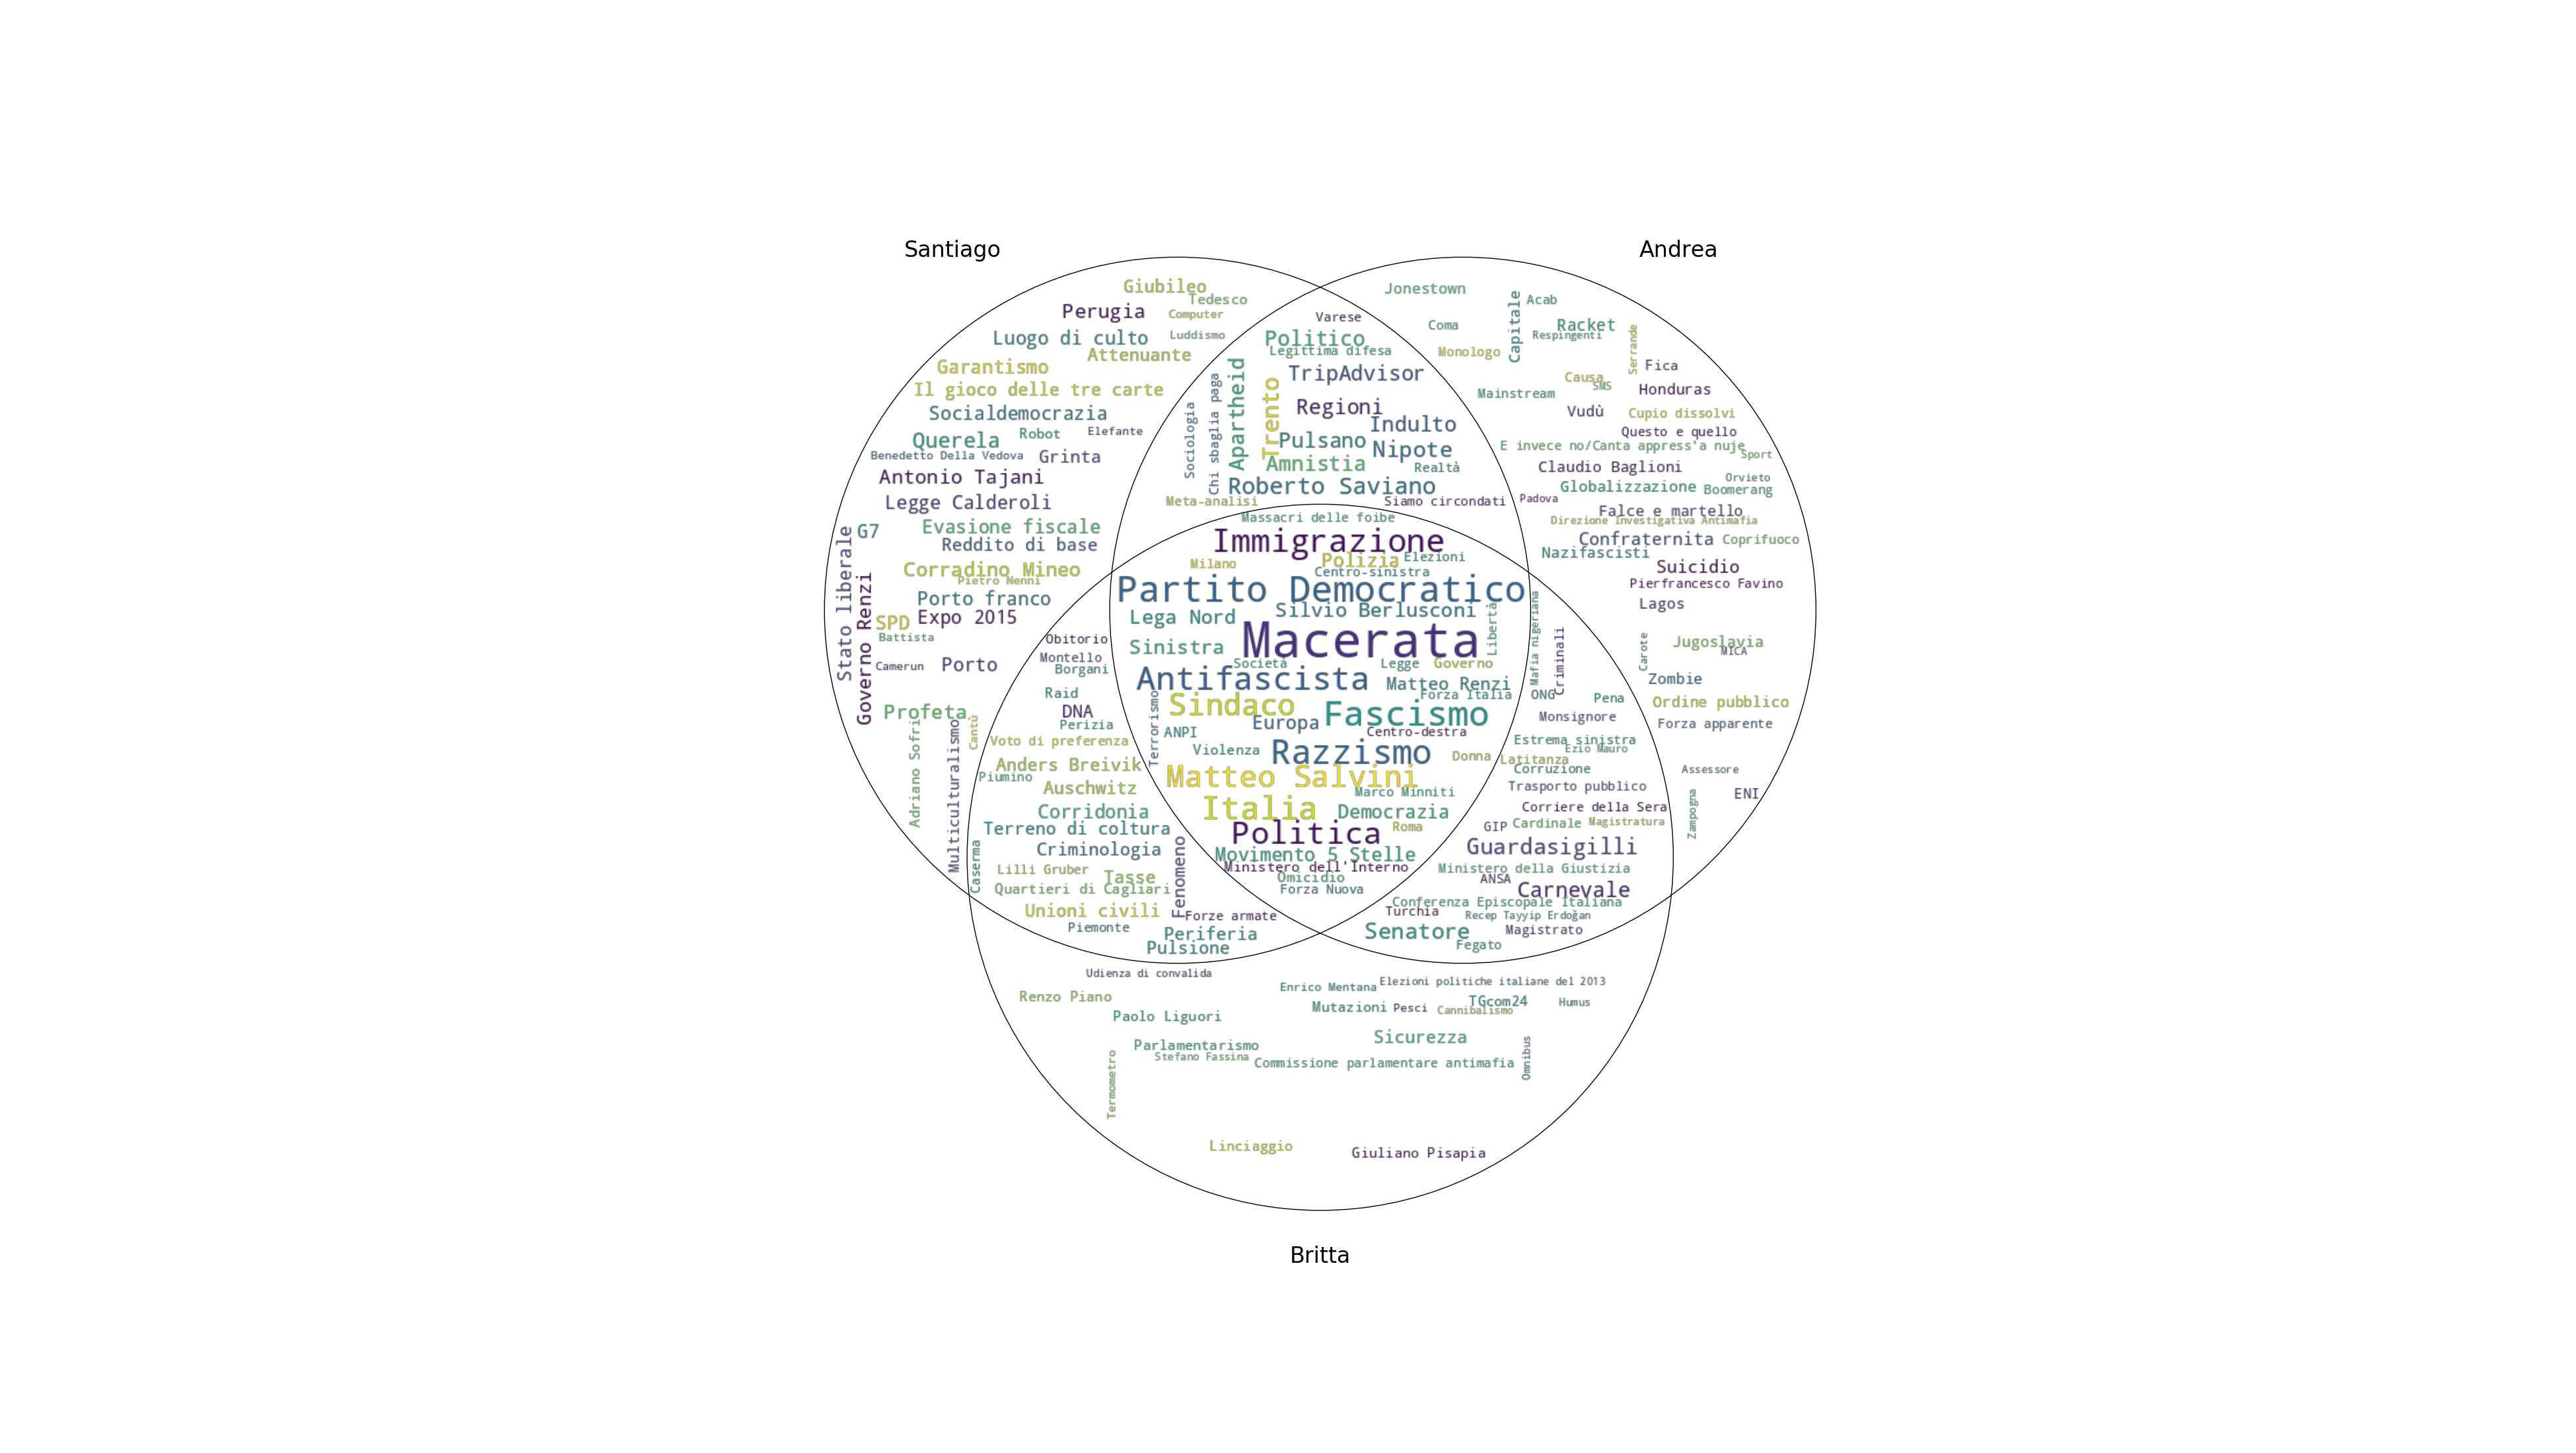 Santiago
Andrea
Giubileo
Tedesco
Perugia
Computer
Luogo di culto
Luddismo
Attenuante
Garantismo
Il gioco delle tre carte
Socialdemocrazia
Querela
Robot
Elefante
Benedetto Della Vedova
Grinta
Antonio Tajani
Legge Calderoli
G7
Evasione fiscale
Reddito di base
Stato liberale
Corradino Mineo
Pietro Nenni
Governo Renzi
Porto franco
SPD
Expo 2015
Battista
Camerun
Porto
Profeta
Adriano Sofri
Multiculturalismo
Cantù
Varese
Politico
Legittima difesa
TripAdvisor
Apartheid
Trento
Regioni
Chi sbaglia paga
Sociologia
Indulto
Pulsano
Nipote
Amnistia
Realtà
Roberto Saviano
Meta-analisi
Siamo circondati
Jonestown
Capitale
Acab
Coma
Racket
Respingenti
Serrande
Monologo
Fica
Causa
SMS
Honduras
Mainstream
Vudù
Cupio dissolvi
Questo e quello
E invece no/Canta appress'a nuje
Sport
Claudio Baglioni
Orvieto
Globalizzazione
Boomerang
Padova
Falce e martello
Direzione Investigativa Antimafia
Confraternita
Coprifuoco
Nazifascisti
Suicidio
Pierfrancesco Favino
Lagos
Carote
Jugoslavia
MICA
Zombie
Ordine pubblico
Forza apparente
Assessore
ENI
Zampogna
Massacri delle foibe
Immigrazione
Polizia
Elezioni
Milano
Centro-sinistra
Partito Democratico
Lega Nord
Silvio Berlusconi
Libertà
Macerata
Sinistra
Società
Legge
Governo
Antifascista
Matteo Renzi
Forza Italia
Terrorismo
Sindaco
Europa
Fascismo
ANPI
Centro-destra
Violenza
Razzismo
Donna
Matteo Salvini
Marco Minniti
Italia
Democrazia
Politica
Roma
Movimento 5 Stelle
Ministero dell'Interno
Omicidio
Forza Nuova
Obitorio
Montello
Borgani
Raid
DNA
Perizia
Voto di preferenza
Anders Breivik
Piumino
Auschwitz
Corridonia
Terreno di coltura
Criminologia
Caserma
Fenomeno
Lilli Gruber
Tasse
Quartieri di Cagliari
Unioni civili
Forze armate
Piemonte
Periferia
Pulsione
Mafia nigeriana
Criminali
ONG
Pena
Monsignore
Estrema sinistra
Ezio Mauro
Latitanza
Corruzione
Trasporto pubblico
Corriere della Sera
GIP
Cardinale
Magistratura
Guardasigilli
Ministero della Giustizia
ANSA
Carnevale
Conferenza Episcopale Italiana
Turchia
Recep Tayyip Erdoğan
Senatore
Magistrato
Fegato
Udienza di convalida
Renzo Piano
Enrico Mentana
Elezioni politiche italiane del 2013
Mutazioni
Pesci
TGcom24
Cannibalismo
Humus
Paolo Liguori
Sicurezza
Parlamentarismo
Stefano Fassina
Commissione parlamentare antimafia
Omnibus
Termometro
Linciaggio
Giuliano Pisapia
Britta